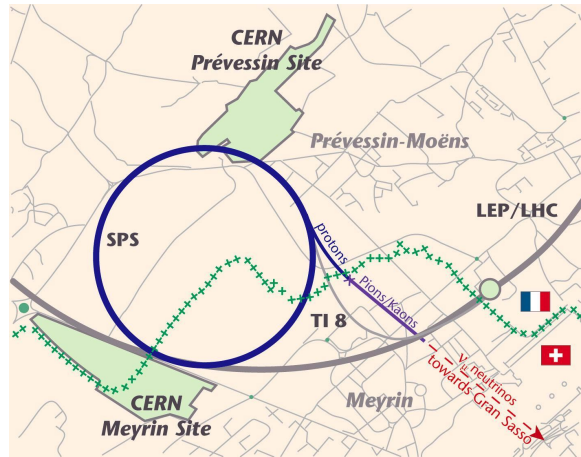 CERN
Prévessin Site
Prévessin-Moëns
LEP/LHC
SPS
protons
Pions/Kaons
TI 8
νμ neutrinos
towards Gran Sasso
Meyrin
CERN
Meyrin Site